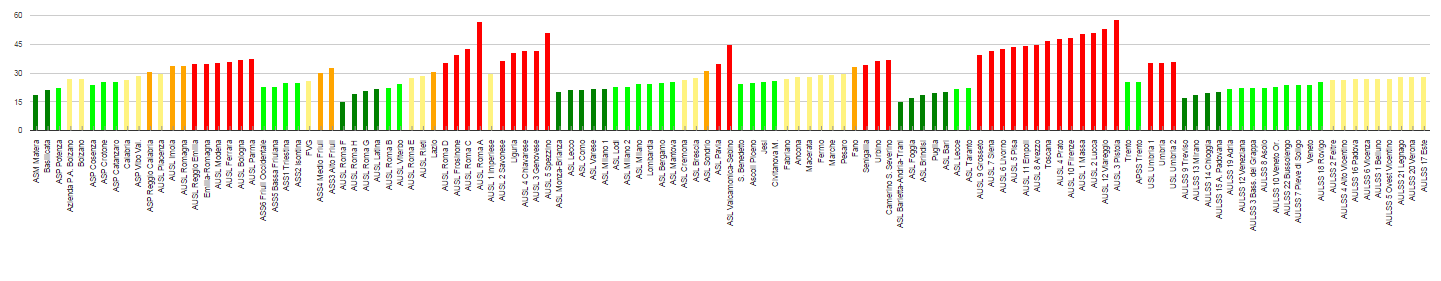 60
45
30
15
0
ASM Matera
Basilicata
ASP Potenza
Azienda P.A. Bolzano
Bolzano
ASP Cosenza
ASP Crotone
ASP Catanzaro
Calabria
ASP Vibo Val.
ASP Reggio Calabria
AUSL Piacenza
AUSL Imola
AUSL Romagna
AUSL Reggio Emilia
Emilia-Romagna
AUSL Modena
AUSL Ferrara
AUSL Bologna
AUSL Parma
ASS6 Friuli Occidentale
ASS5 Bassa Friulana
ASS1 Triestina
ASS2 Isontina
FVG
ASS4 Medio Friuli
ASS3 Alto Friuli
AUSL Roma F
AUSL Roma H
AUSL Roma G
AUSL Latina
AUSL Roma B
AUSL Viterbo
AUSL Roma E
AUSL Rieti
Lazio
AUSL Roma D
AUSL Frosinone
AUSL Roma C
AUSL Roma A
AUSL 1 Imperiese
AUSL 2 Savonese
Liguria
AUSL 4 Chiavarese
AUSL 3 Genovese
AUSL 5 Spezzino
ASL Monza-Brianza
ASL Lecco
ASL Como
ASL Varese
ASL Milano 1
ASL Lodi
ASL Milano 2
ASL Milano
Lombardia
ASL Bergamo
ASL Mantova
ASL Cremona
ASL Brescia
ASL Sondrio
ASL Pavia
ASL Valcamonica-Sebino
S. Benedetto
Ascoli Piceno
Jesi
Civitanova M.
Fabriano
Ancona
Macerata
Fermo
Marche
Pesaro
Fano
Senigallia
Urbino
Camerino S. Severino
ASL Barletta-Andria-Trani
ASL Foggia
ASL Brindisi
Puglia
ASL Bari
ASL Lecce
ASL Taranto
AUSL 9 Grosseto
AUSL 7 Siena
AUSL 6 Livorno
AUSL 5 Pisa
AUSL 11 Empoli
AUSL 8 Arezzo
Toscana
AUSL 4 Prato
AUSL 10 Firenze
AUSL 1 Massa
AUSL 2 Lucca
AUSL 12 Viareggio
AUSL 3 Pistoia
Trento
APSS Trento
USL Umbria 1
Umbria
USL Umbria 2
AULSS 9 Treviso
AULSS 13 Mirano
AULSS 14 Chioggia
AULSS 15 A. Padovana
AULSS 19 Adria
AULSS 12 Veneziana
AULSS 3 Bass. del Grappa
AULSS 8 Asolo
AULSS 10 Veneto Or.
AULSS 22 Bussolengo
AULSS 7 Pieve di Soligo
Veneto
AULSS 18 Rovigo
AULSS 2 Feltre
AULSS 4 Alto Vicentino
AULSS 16 Padova
AULSS 6 Vicenza
AULSS 1 Belluno
AULSS 5 Ovest Vicentino
AULSS 21 Legnago
AULSS 20 Verona
AULSS 17 Este